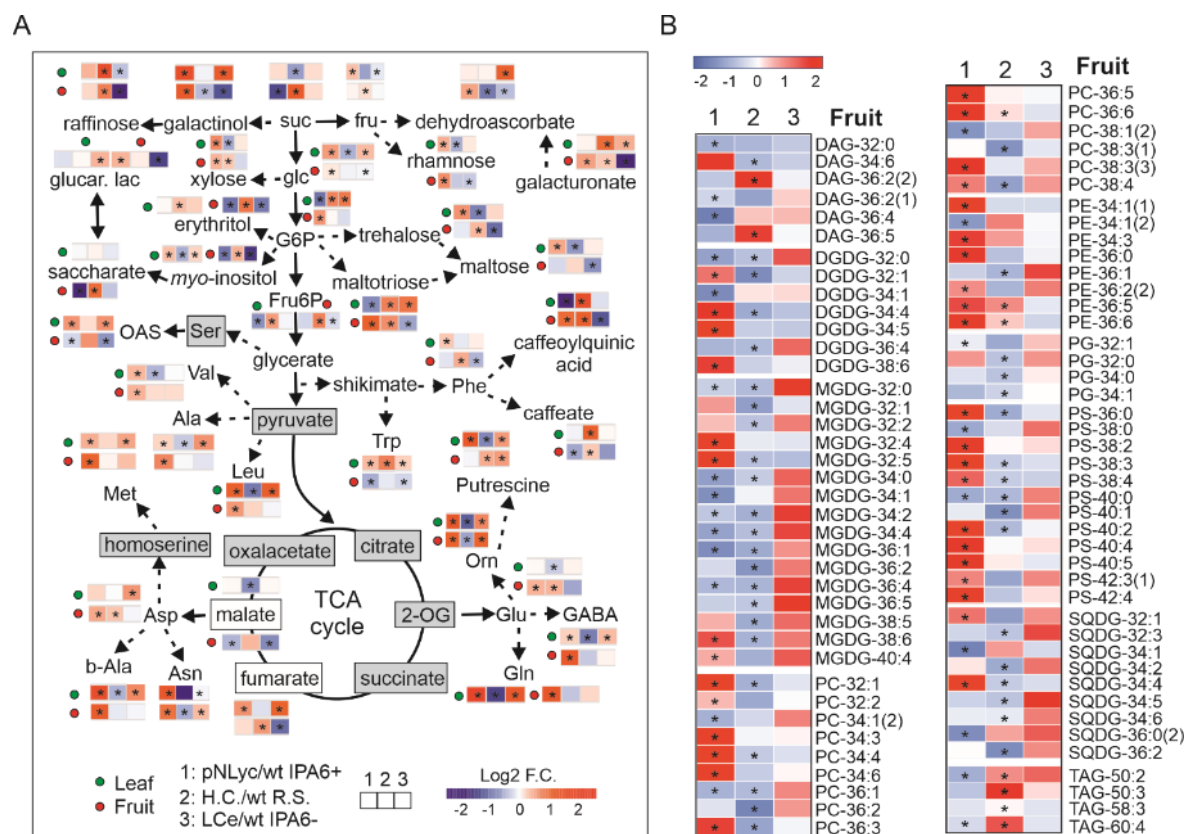 A
raffinose
galactinol
suc
fru
dehydroascorbate
glucar. lac
xylose
glc
rhamnose
galacturonate
erythritol
G6P
trehalose
saccharate
myo-inositol
maltotriose
maltose
Fru6P
OAS
Ser
caffeoylquinic
acid
glycerate
Val
shikimate
Phe
Ala
pyruvate
caffeate
Leu
Trp
Met
Putrescine
homoserine
oxalacetate
citrate
Orn
Asp
malate
TCA
cycle
2-OG
Glu
GABA
b-Ala
Asn
fumarate
succinate
Gln
Leaf
Fruit
1: pNLyc/wt IPA6+
2: H.C./wt R.S.
3: LCe/wt IPA6-
1 2 3
Log2 F.C.
-2 -1 0 1 2
B
-2 -1 0 1 2
1 2 3 Fruit
DAG-32:0
DAG-34:6
DAG-36:2(2)
DAG-36:2(1)
DAG-36:4
DAG-36:5
DGDG-32:0
DGDG-32:1
DGDG-34:1
DGDG-34:4
DGDG-34:5
DGDG-36:4
DGDG-38:6
MGDG-32:0
MGDG-32:1
MGDG-32:2
MGDG-32:4
MGDG-32:5
MGDG-34:0
MGDG-34:1
MGDG-34:2
MGDG-34:4
MGDG-36:1
MGDG-36:2
MGDG-36:4
MGDG-36:5
MGDG-38:5
MGDG-38:6
MGDG-40:4
PC-32:1
PC-32:2
PC-34:1(2)
PC-34:3
PC-34:4
PC-34:6
PC-36:1
PC-36:2
PC-36:3
1 2 3 Fruit
PC-36:5
PC-36:6
PC-38:1(2)
PC-38:3(1)
PC-38:3(3)
PC-38:4
PE-34:1(1)
PE-34:1(2)
PE-34:3
PE-36:0
PE-36:1
PE-36:2(2)
PE-36:5
PE-36:6
PG-32:1
PG-32:0
PG-34:0
PG-34:1
PS-36:0
PS-38:0
PS-38:2
PS-38:3
PS-38:4
PS-40:0
PS-40:1
PS-40:2
PS-40:4
PS-40:5
PS-42:3(1)
PS-42:4
SQDG-32:1
SQDG-32:3
SQDG-34:1
SQDG-34:2
SQDG-34:4
SQDG-34:5
SQDG-34:6
SQDG-36:0(2)
SQDG-36:2
TAG-50:2
TAG-50:3
TAG-58:3
TAG-60:4